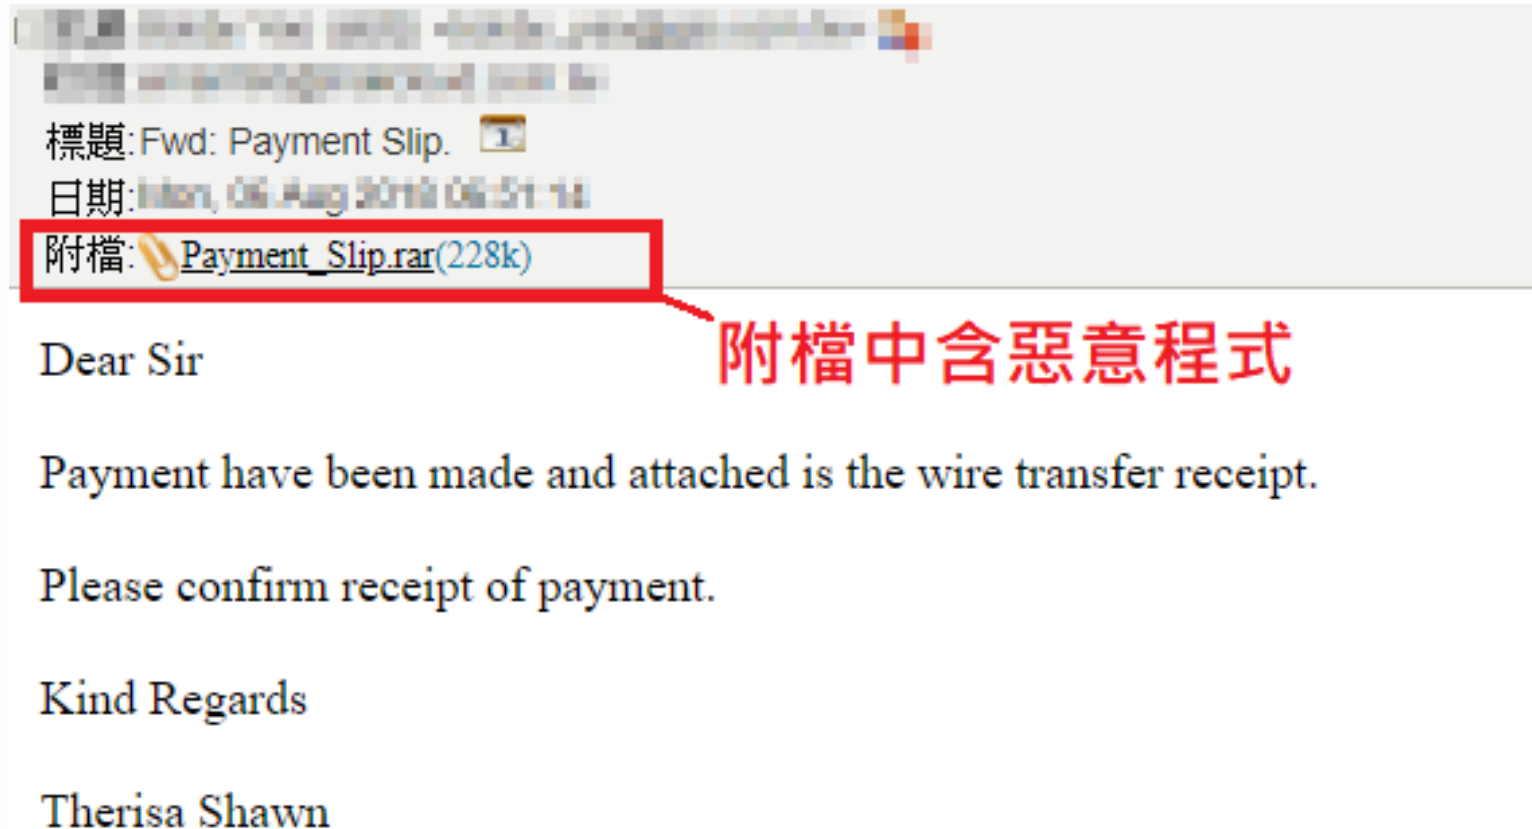 標題:Fwd: Payment Slip.
日期:
附檔:Payment_Slip.rar(228k)
附檔中含惡意程式
Dear Sir
Payment have been made and attached is the wire transfer receipt.
Please confirm receipt of payment.
Kind Regards
Therisa Shawn